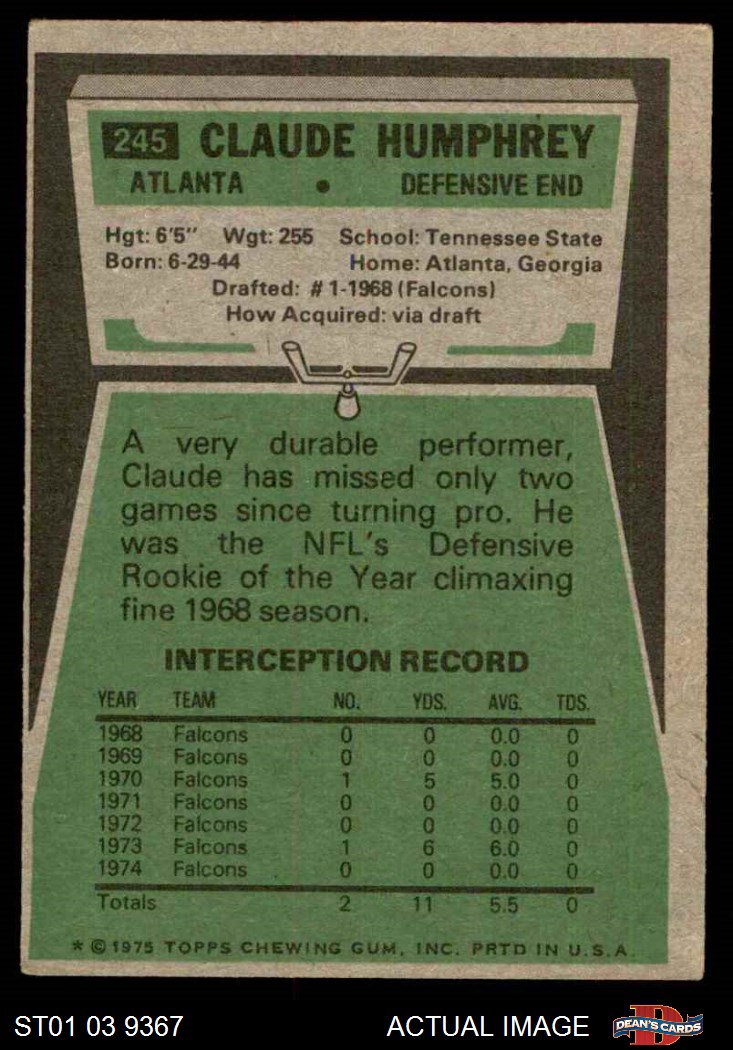 245 CLAUDE HUMPHREY
ATLANTA • DEFENSIVE END
Hgt: 6'5" Wgt: 255 School: Tennessee State
Born: 6-29-44 Home: Atlanta, Georgia
Drafted: #1-1968 (Falcons)
How Acquired: via draft
A very durable performer,
Claude has missed only two
games since turning pro. He
was the NFL's Defensive
Rookie of the Year climaxing
fine 1968 season.
INTERCEPTION RECORD
YEAR TEAM NO. YDS. AVG. TDS.
1968 Falcons 0 0 0.0 0
1969 Falcons 0 0 0.0 0
1970 Falcons 1 5 5.0 0
1971 Falcons 0 0 0.0 0
1972 Falcons 0 0 0.0 0
1973 Falcons 1 6 6.0 0
1974 Falcons 0 0 0.0 0
Totals 2 11 5.5 0
* © 1975 TOPPS CHEWING GUM, INC. PRTD IN U.S.A.
ST01 03 9367 ACTUAL IMAGE D DEAN'S CARDS